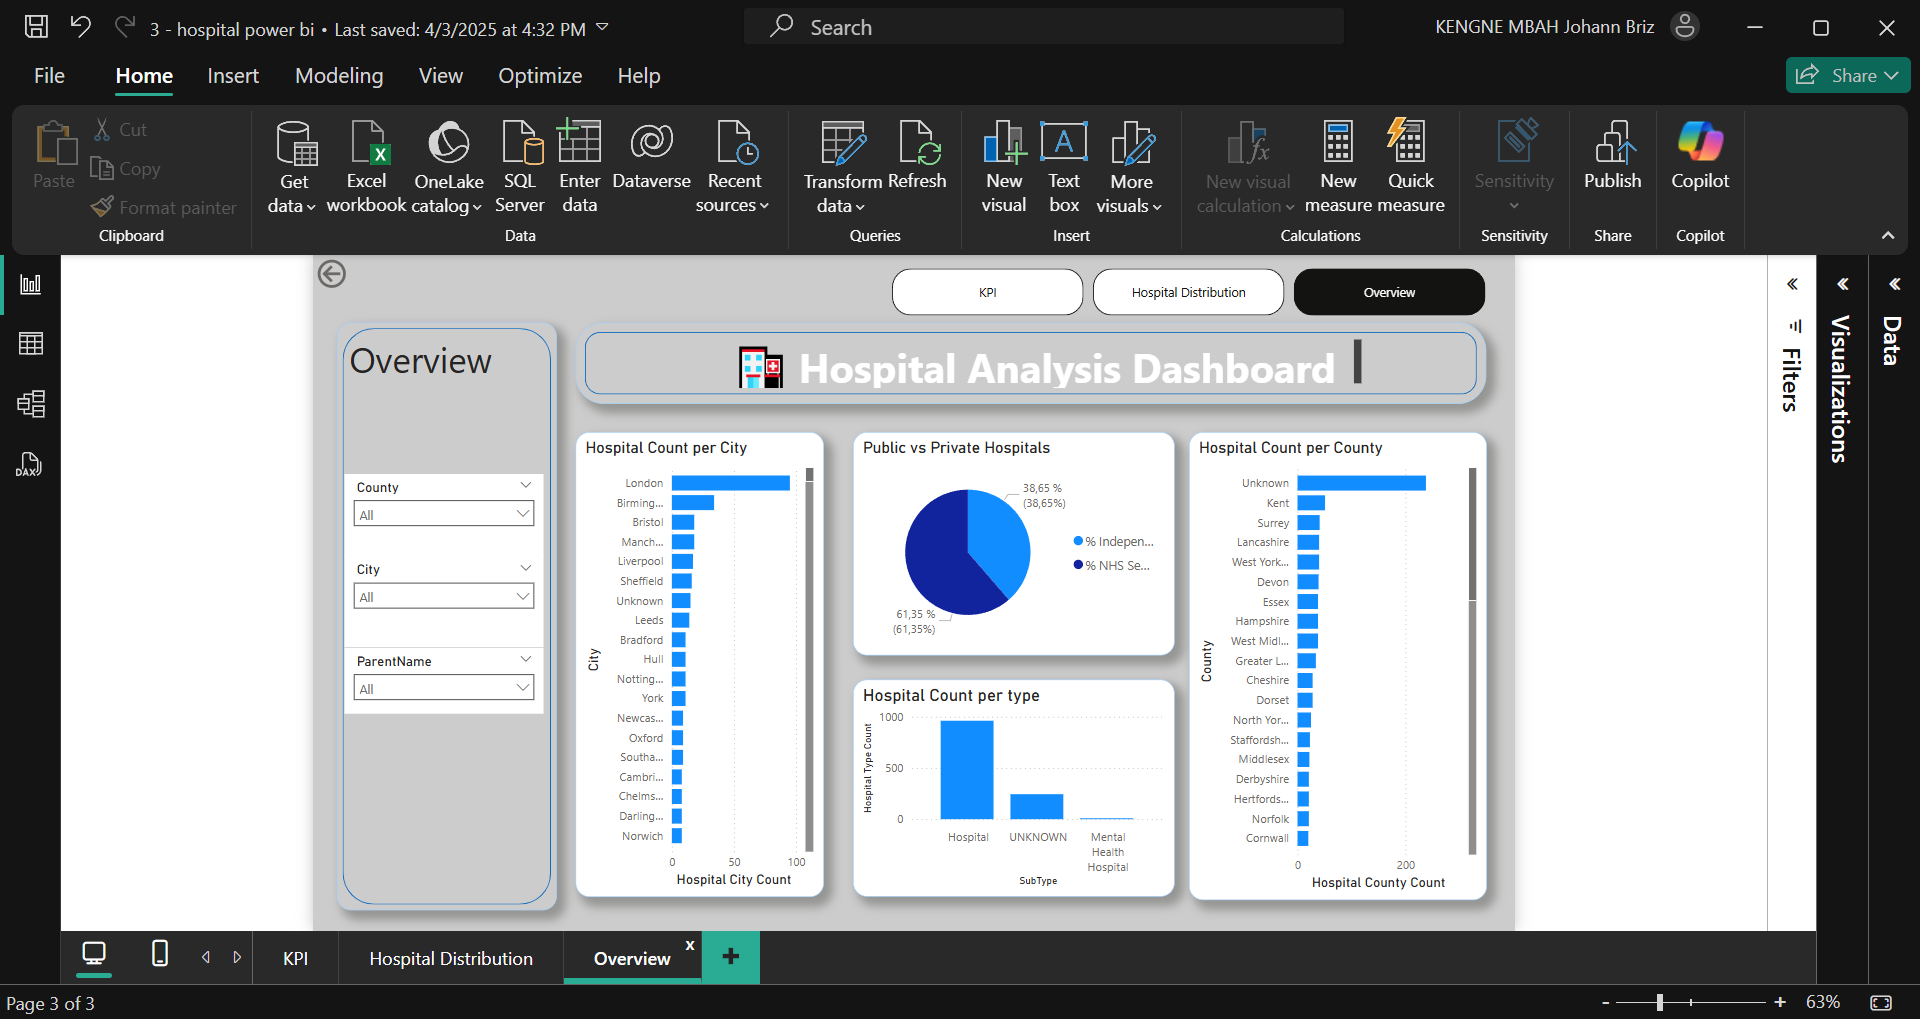 3 - hospital power bi • Last saved: 4/3/2025 at 4:32 PM
Search
KENGNE MBAH Johann Briz
File
Home
Insert
Modeling
View
Optimize
Help
Share
Paste
Cut
Copy
Format painter
Clipboard
Get data
Excel workbook
OneLake catalog
SQL Server
Enter data
Dataverse
Recent sources
Data
Transform data
Refresh
Queries
New visual
Text box
More visuals
Insert
New visual calculation
New measure
Quick measure
Calculations
Sensitivity
Sensitivity
Publish
Share
Copilot
Copilot
DAX
KPI
Hospital Distribution
Overview
Overview
Hospital Analysis Dashboard
County
All
City
All
ParentName
All
Hospital Count per City
City
London
Birming...
Bristol
Manch...
Liverpool
Sheffield
Unknown
Leeds
Bradford
Hull
Notting...
York
Newcas...
Oxford
Southa...
Cambri...
Chelms...
Darling...
Norwich
0
50
100
Hospital City Count
Public vs Private Hospitals
38,65 %
(38,65%)
61,35 %
(61,35%)
% Indepen...
% NHS Se...
Hospital Count per type
Hospital Type Count
1000
500
0
Hospital
UNKNOWN
Mental
Health
Hospital
SubType
Hospital Count per County
County
Unknown
Kent
Surrey
Lancashire
West York...
Devon
Essex
Hampshire
West Midl...
Greater L...
Cheshire
Dorset
North Yor...
Staffordsh...
Middlesex
Derbyshire
Hertfords...
Norfolk
Cornwall
0
200
Hospital County Count
Filters
Visualizations
Data
KPI
Hospital Distribution
Overview
x
+
Page 3 of 3
-
+
63%